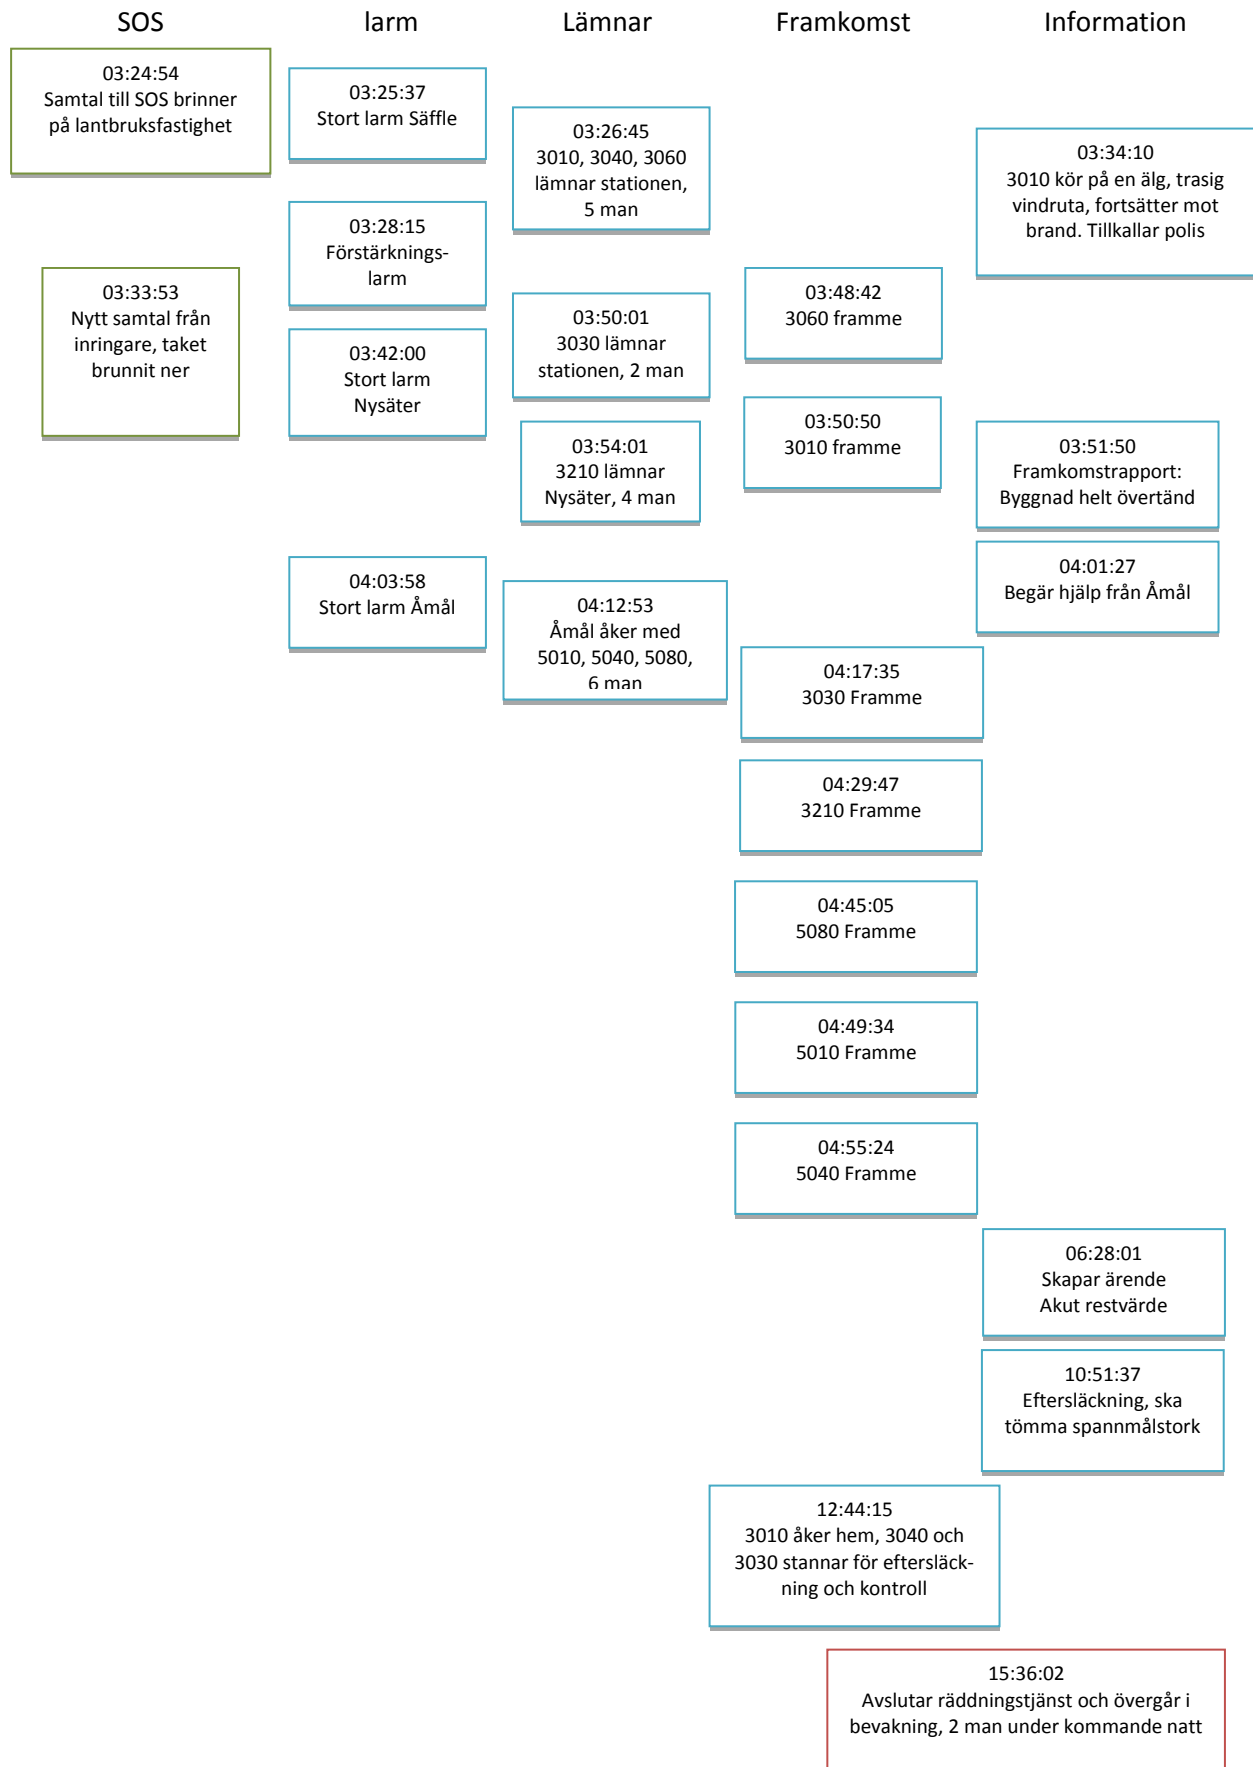 SOS
larm
Lämnar
Framkomst
Information
03:24:54
Samtal till SOS brinner
på lantbruksfastighet
03:33:53
Nytt samtal från
inringare, taket
brunnit ner
03:25:37
Stort larm Säffle
03:28:15
Förstärknings-
larm
03:42:00
Stort larm
Nysäter
04:03:58
Stort larm Åmål
03:26:45
3010, 3040, 3060
lämnar stationen,
5 man
03:50:01
3030 lämnar
stationen, 2 man
03:54:01
3210 lämnar
Nysäter, 4 man
04:12:53
Åmål åker med
5010, 5040, 5080,
6 man
03:48:42
3060 framme
03:50:50
3010 framme
04:17:35
3030 Framme
04:29:47
3210 Framme
04:45:05
5080 Framme
04:49:34
5010 Framme
04:55:24
5040 Framme
12:44:15
3010 åker hem, 3040 och
3030 stannar för eftersläck-
ning och kontroll
03:34:10
3010 kör på en älg, trasig
vindruta, fortsätter mot
brand. Tillkallar polis
03:51:50
Framkomstrapport:
Byggnad helt övertänd
04:01:27
Begär hjälp från Åmål
06:28:01
Skapar ärende
Akut restvärde
10:51:37
Eftersläckning, ska
tömma spannmålstork
15:36:02
Avslutar räddningstjänst och övergår i
bevakning, 2 man under kommande natt